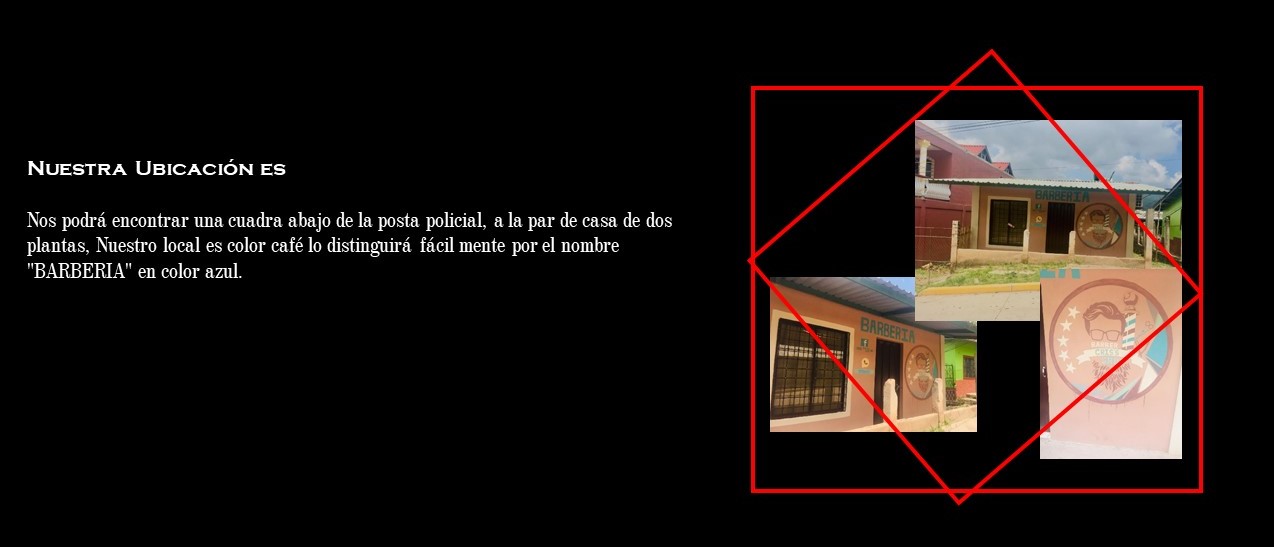 Nuestra Ubicación es
Nos podrá encontrar una cuadra abajo de la posta policial, a la par de casa de dos
plantas, Nuestro local es color café lo distinguirá fácil mente por el nombre
"BARBERIA" en color azul.
BARBERIA
BARBERIA
BARBER
CRISS